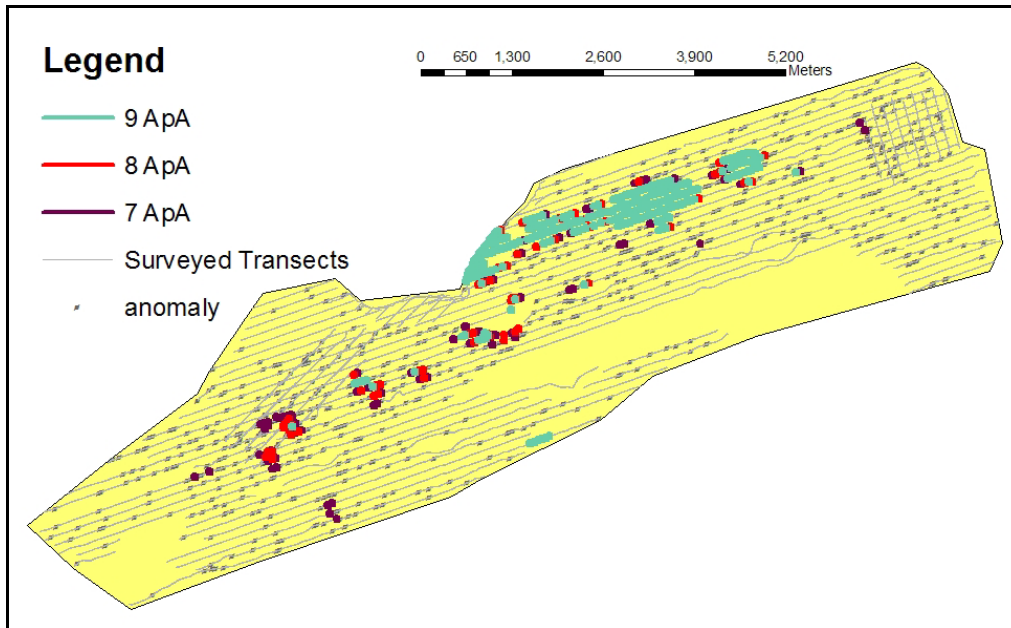 Legend
0 650 1,300 2,600 3,900 5,200
Meters
9 ApA
8 ApA
7 ApA
Surveyed Transects
anomaly